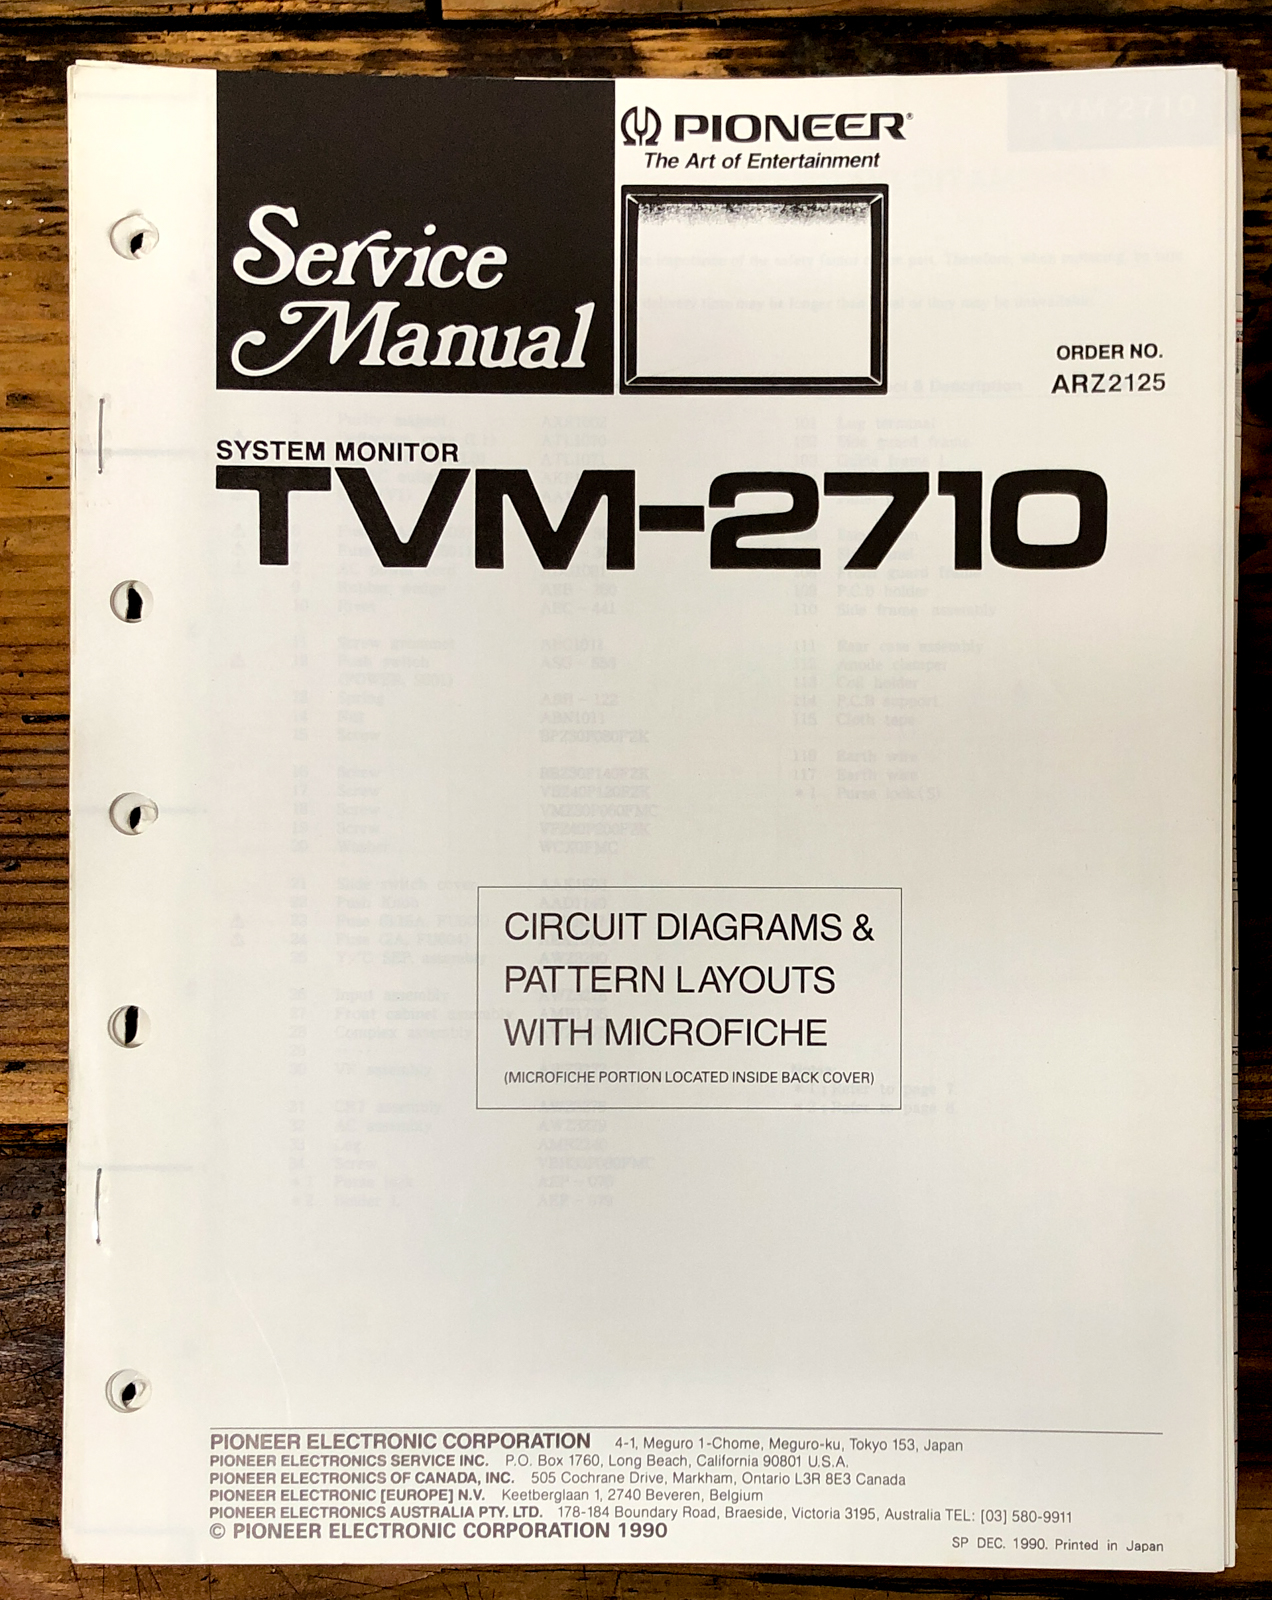 PIONEER®
The Art of Entertainment
Service
Manual
ORDER NO.
ARZ2125
SYSTEM MONITOR
TVM-2710
CIRCUIT DIAGRAMS &
PATTERN LAYOUTS
WITH MICROFICHE
(MICROFICHE PORTION LOCATED INSIDE BACK COVER)
PIONEER ELECTRONIC CORPORATION 4-1, Meguro 1-Chome, Meguro-ku, Tokyo 153, Japan
PIONEER ELECTRONICS SERVICE INC. P.O. Box 1760, Long Beach, California 90801 U.S.A.
PIONEER ELECTRONICS OF CANADA, INC. 505 Cochrane Drive, Markham, Ontario L3R 8E3 Canada
PIONEER ELECTRONIC [EUROPE] N.V. Keetberglaan 1, 2740 Beveren, Belgium
PIONEER ELECTRONICS AUSTRALIA PTY. LTD. 178-184 Boundary Road, Braeside, Victoria 3195, Australia TEL: [03] 580-9911
© PIONEER ELECTRONIC CORPORATION 1990
SP DEC. 1990. Printed in Japan